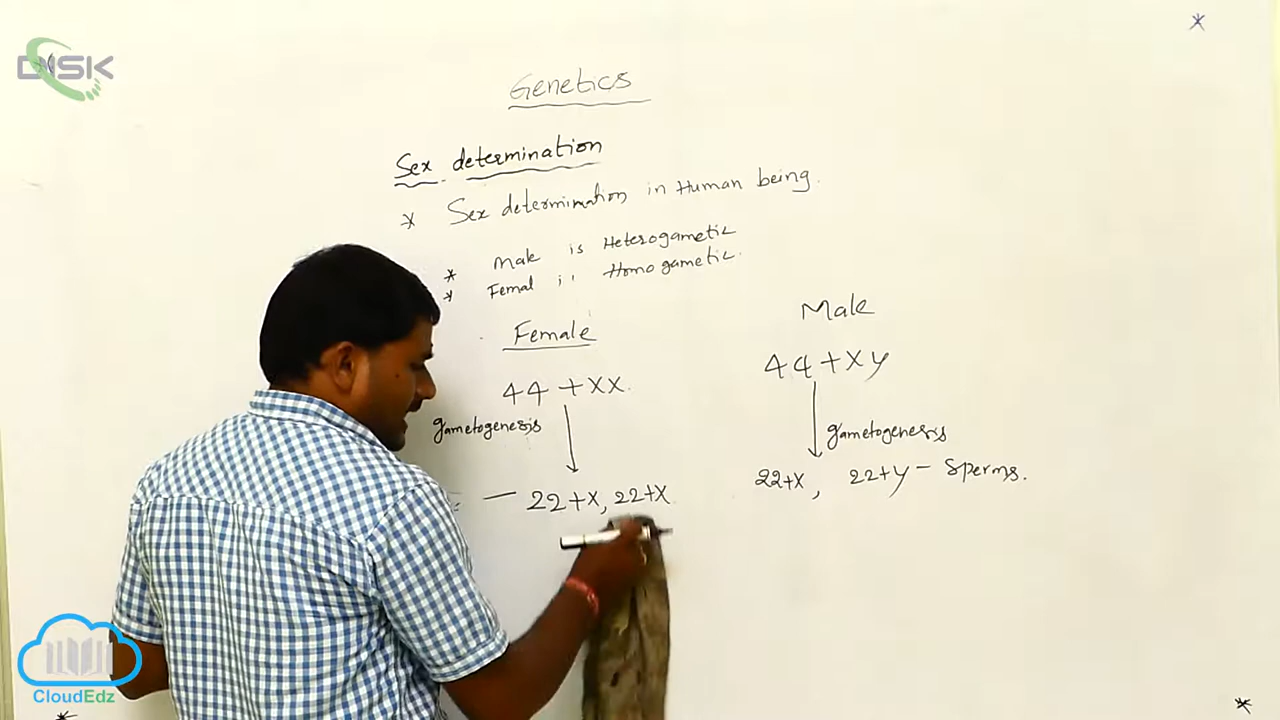 DNSK
Genetics
Sex determination
* Sex determination in Human being.
* Male is Heterogametic
* Femal is Homogametic.
Female
Male
44+XX.
44+XY
gametogenesis
gametogenesis
— 22+X, 22+X
22+X, 22+Y - Sperms.
CloudEdz